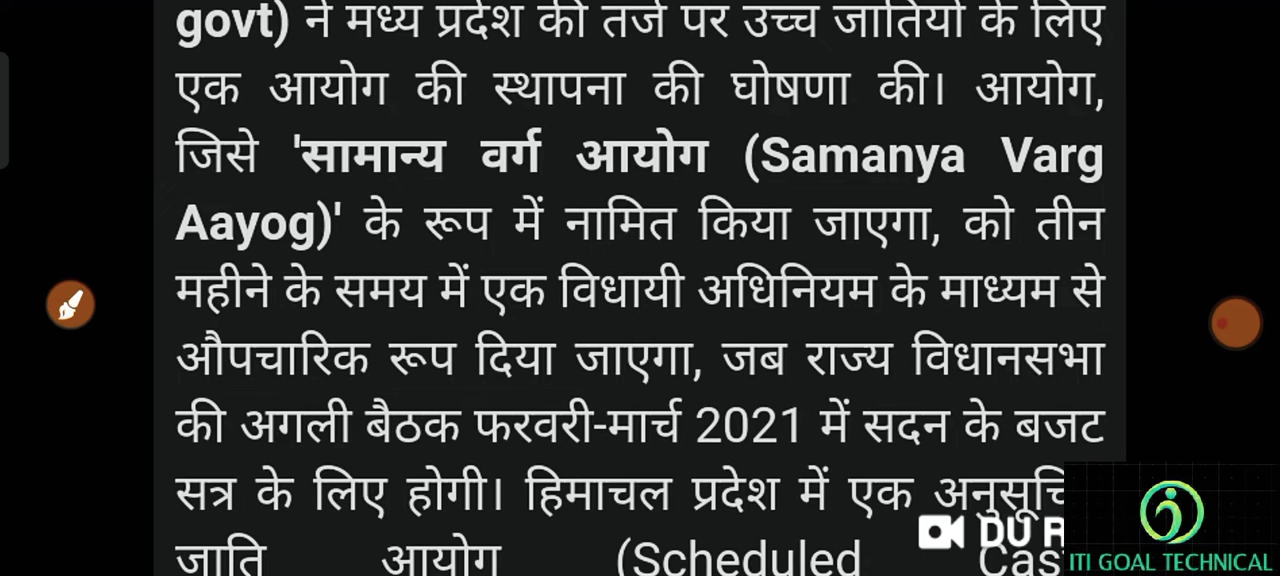 govt) ने मध्य प्रदेश की तर्ज पर उच्च जातियों के लिए
एक आयोग की स्थापना की घोषणा की। आयोग,
जिसे 'सामान्य वर्ग आयोग (Samanya Varg
Aayog)' के रूप में नामित किया जाएगा, को तीन
महीने के समय में एक विधायी अधिनियम के माध्यम से
औपचारिक रूप दिया जाएगा, जब राज्य विधानसभा
की अगली बैठक फरवरी-मार्च 2021 में सदन के बजट
सत्र के लिए होगी। हिमाचल प्रदेश में एक
जाति आयोग (Scheduled
DU R
ITI GOAL TECHNICAL